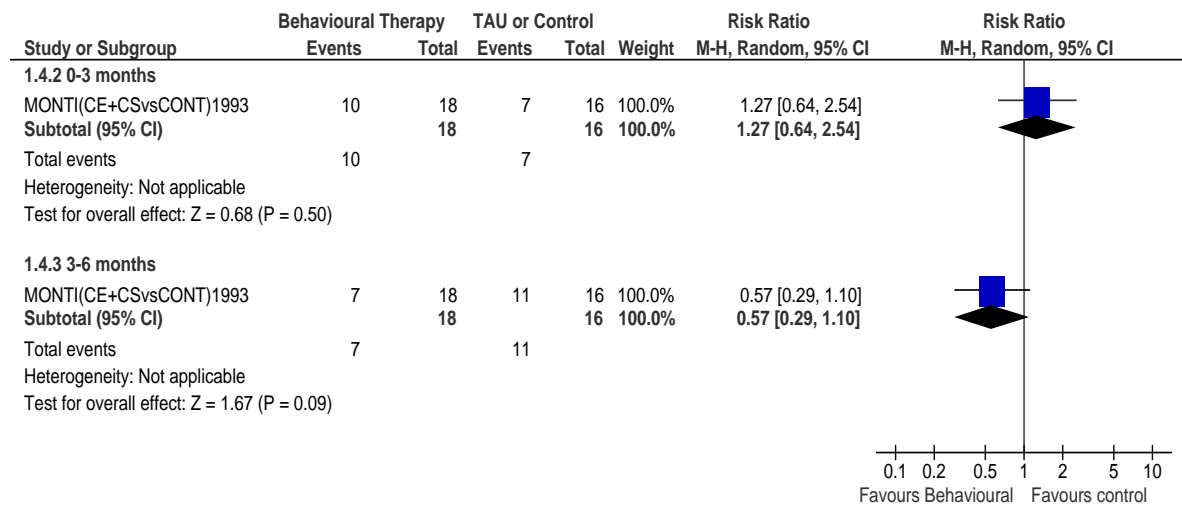 Behavioural Therapy TAU or Control Risk Ratio Risk Ratio
Study or Subgroup Events Total Events Total Weight M-H, Random, 95% CI M-H, Random, 95% CI
1.4.2 0-3 months
MONTI(CE+CSvsCONT)1993 10 18 7 16 100.0% 1.27 [0.64, 2.54]
Subtotal (95% CI) 18 16 100.0% 1.27 [0.64, 2.54]
Total events 10 7
Heterogeneity: Not applicable
Test for overall effect: Z = 0.68 (P = 0.50)
1.4.3 3-6 months
MONTI(CE+CSvsCONT)1993 7 18 11 16 100.0% 0.57 [0.29, 1.10]
Subtotal (95% CI) 18 16 100.0% 0.57 [0.29, 1.10]
Total events 7 11
Heterogeneity: Not applicable
Test for overall effect: Z = 1.67 (P = 0.09)
0.1 0.2 0.5 1 2 5 10
Favours Behavioural Favours control